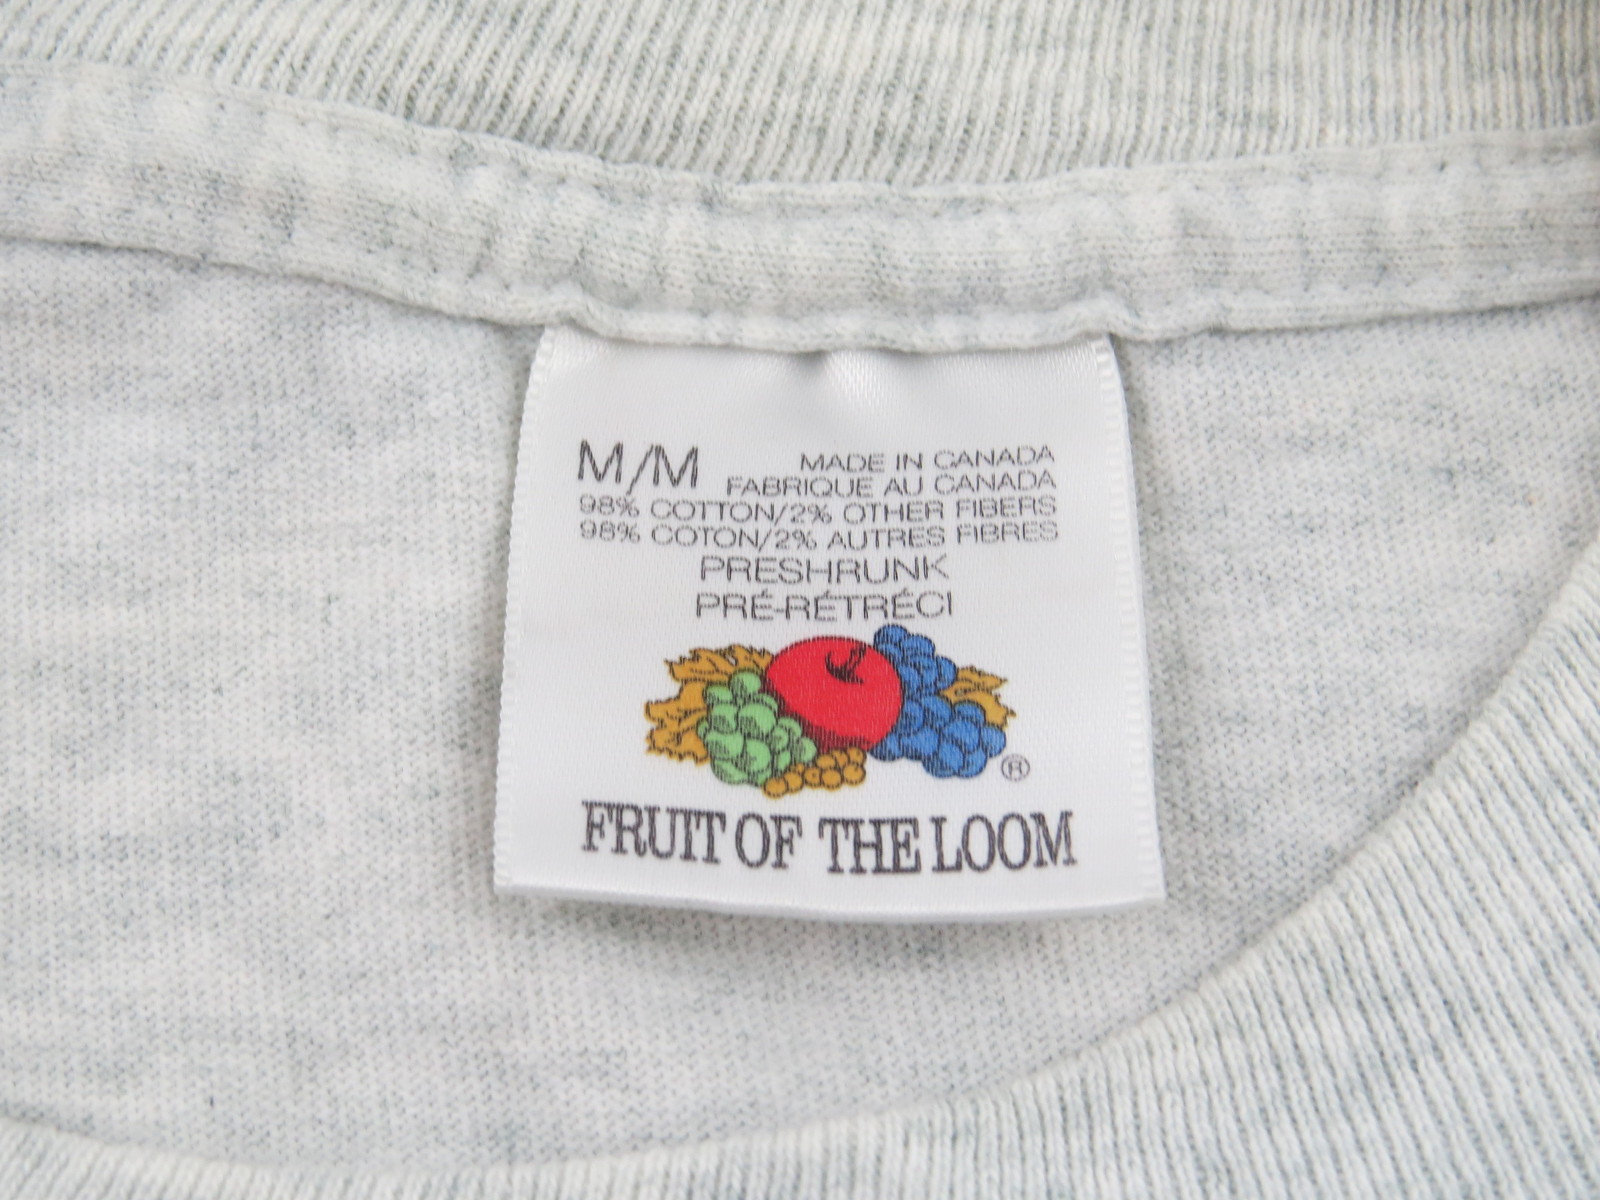 M/M MADE IN CANADA
FABRIQUE AU CANADA
98% COTTON/2% OTHER FIBERS
98% COTON/2% AUTRES FIBRES
PRESHRUNK
PRÉ-RÉTRÉCI
®
FRUIT OF THE LOOM